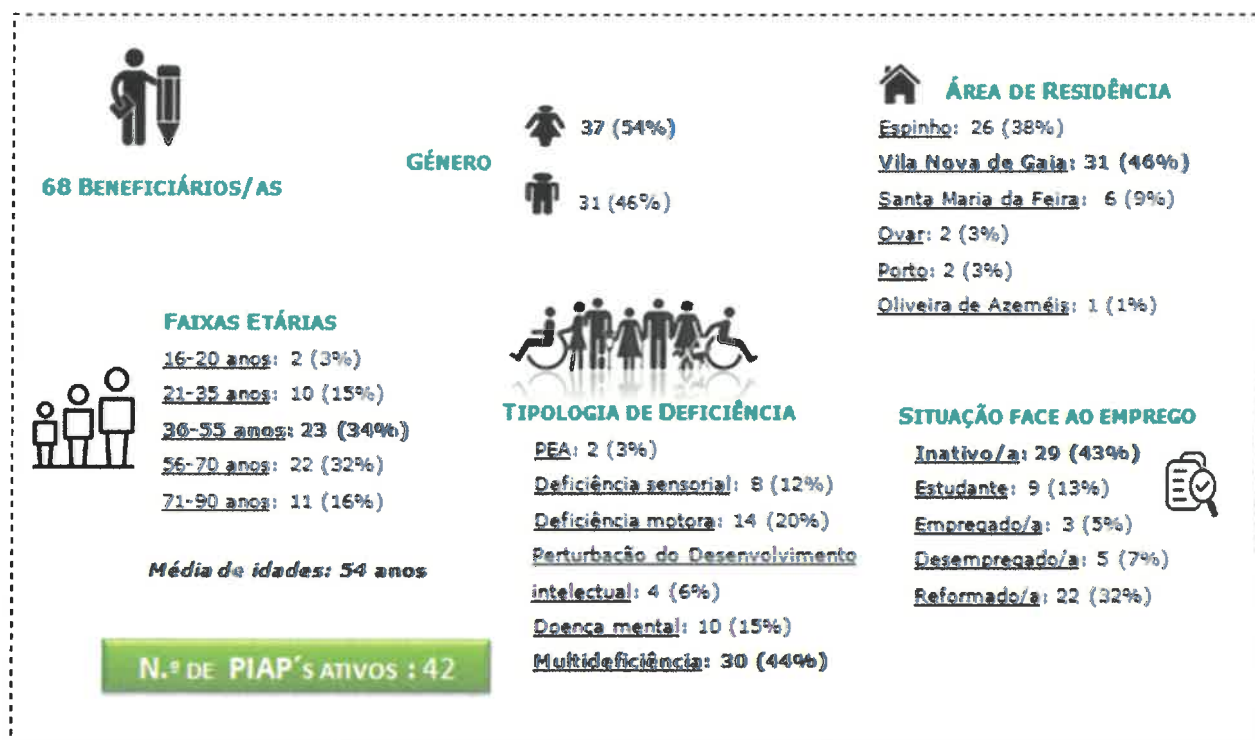 68 BENEFICIÁRIOS/AS
GÉNERO
37 (54%)
31 (46%)
ÁREA DE RESIDÊNCIA
Espinho: 26 (38%)
Vila Nova de Gaia: 31 (46%)
Santa Maria da Feira: 6 (9%)
Ovar: 2 (3%)
Porto: 2 (3%)
Oliveira de Azeméis: 1 (1%)
FAIXAS ETÁRIAS
16-20 anos: 2 (3%)
21-35 anos: 10 (15%)
36-55 anos: 23 (34%)
56-70 anos: 22 (32%)
71-90 anos: 11 (16%)
Média de idades: 54 anos
N.º DE PIAP´S ATIVOS : 42
TIPOLOGIA DE DEFICIÊNCIA
PEA: 2 (3%)
Deficiência sensorial: 8 (12%)
Deficiência motora: 14 (20%)
Perturbação do Desenvolvimento
intelectual: 4 (6%)
Doença mental: 10 (15%)
Multideficiência: 30 (44%)
SITUAÇÃO FACE AO EMPREGO
Inativo/a: 29 (43%)
Estudante: 9 (13%)
Empregado/a: 3 (5%)
Desempregado/a: 5 (7%)
Reformado/a: 22 (32%)